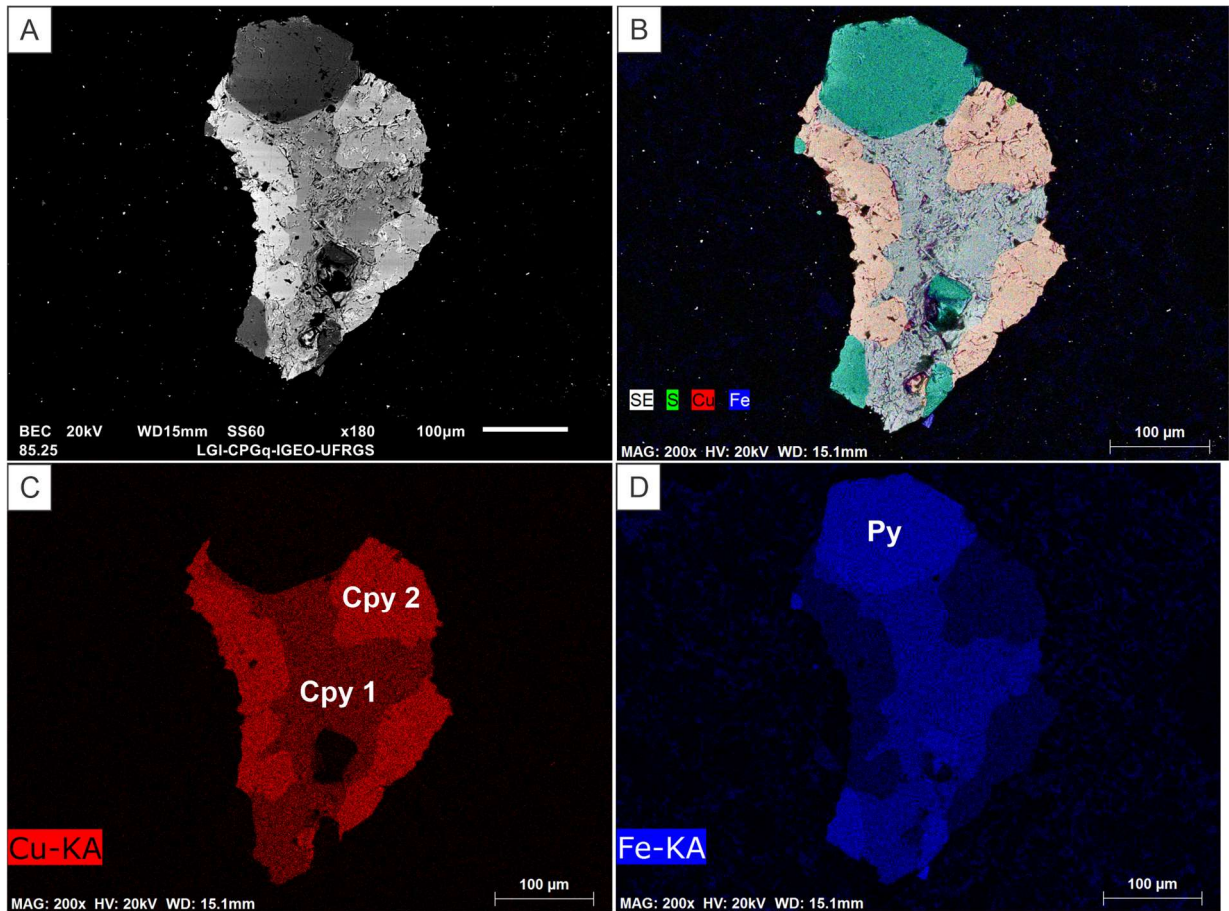 A
BEC 20kV WD15mm SS60 x180 100µm
85.25 LGI-CPGq-IGEO-UFRGS
B
SE S Cu Fe
100 µm
MAG: 200x HV: 20kV WD: 15.1mm
C
Cpy 2
Cpy 1
Cu-KA
100 µm
MAG: 200x HV: 20kV WD: 15.1mm
D
Py
Fe-KA
100 µm
MAG: 200x HV: 20kV WD: 15.1mm